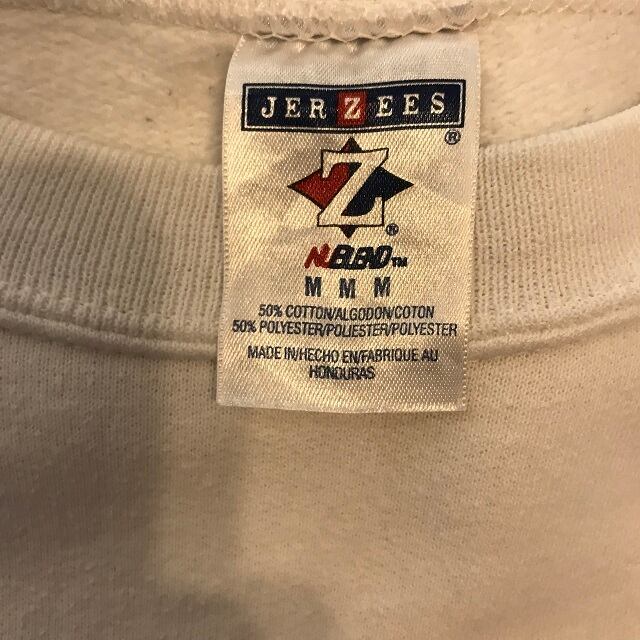 JERZEES®
Z®
NUBLEND™
M M M
50% COTTON/ALGODON/COTON
50% POLYESTER/POLIESTER/POLYESTER
MADE IN/HECHO EN/FABRIQUE AU
HONDURAS